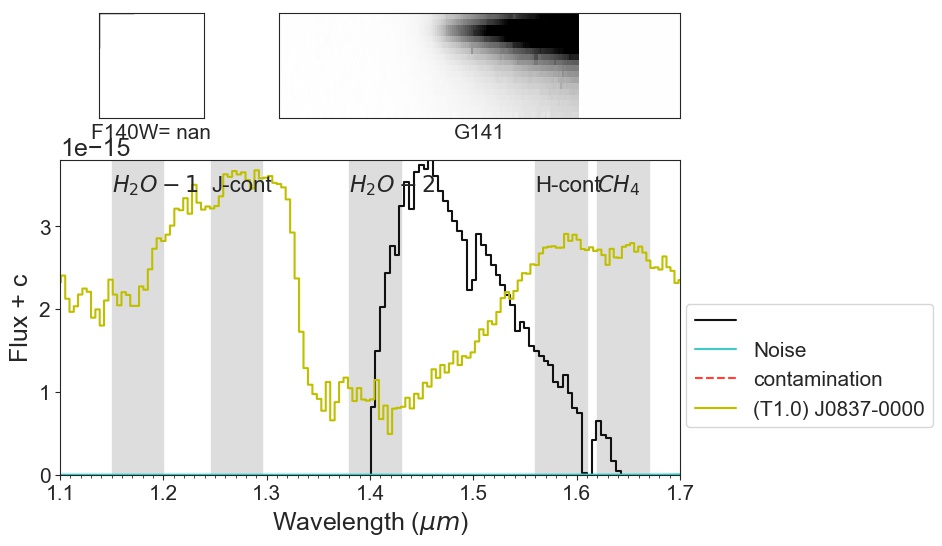 F140W= nan
G141
1e−15
H₂O − 1
J-cont
H₂O − 2
H-cont
CH₄
3
2
1
0
Flux + c
1.1
1.2
1.3
1.4
1.5
1.6
1.7
Wavelength (μm)
Noise
contamination
(T1.0) J0837-0000